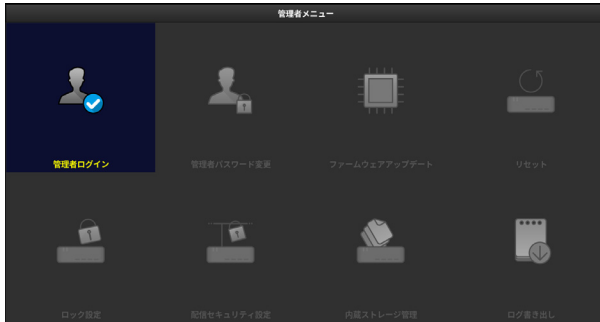 管理者メニュー
管理者ログイン
管理者パスワード変更
ファームウェアアップデート
リセット
ロック設定
配信セキュリティ設定
内蔵ストレージ管理
ログ書き出し